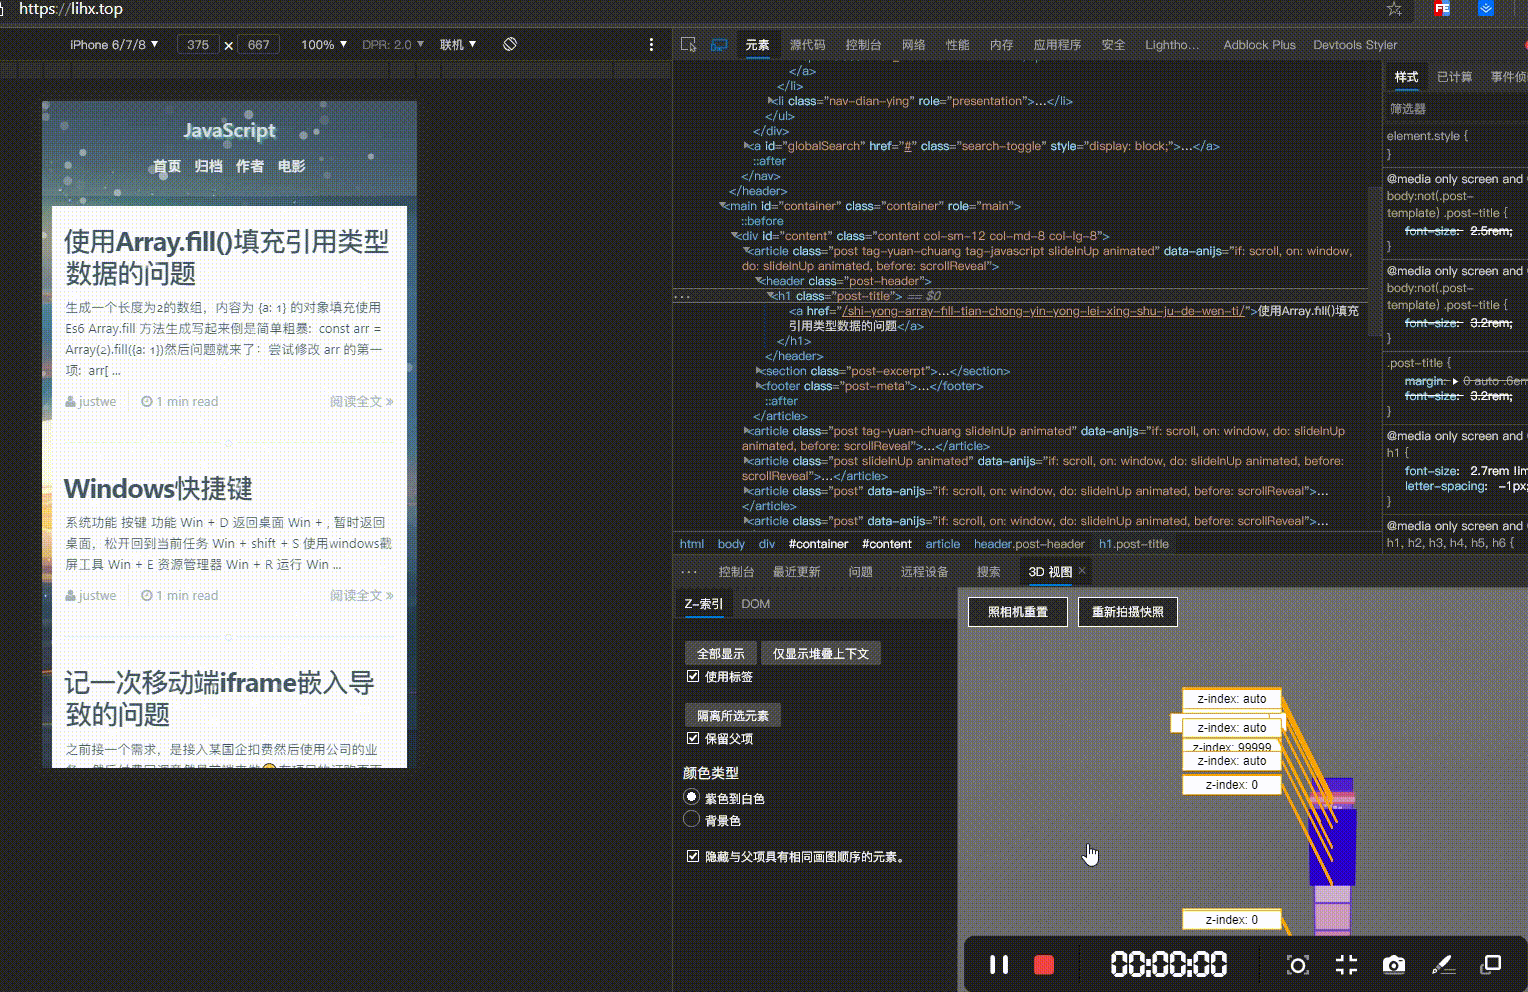 https://lihx.top
iPhone 6/7/8 ▼ 375 × 667 100% ▼ DPR: 2.0 ▼ 联机 ▼
JavaScript
首页 归档 作者 电影
使用Array.fill()填充引用类型
数据的问题
生成一个长度为2的数组，内容为 {a: 1} 的对象填充使用
Es6 Array.fill 方法生成写起来倒是简单粗暴: const arr =
Array(2).fill({a: 1})然后问题就来了：尝试修改 arr 的第一
项: arr[ ...
justwe 1 min read 阅读全文 »
Windows快捷键
系统功能 按键 功能 Win + D 返回桌面 Win + , 暂时返回
桌面，松开回到当前任务 Win + shift + S 使用windows截
屏工具 Win + E 资源管理器 Win + R 运行 Win ...
justwe 1 min read 阅读全文 »
记一次移动端iframe嵌入导
致的问题
之前接一个需求，是接入某国企扣费然后使用公司的业
元素 源代码 控制台 网络 性能 内存 应用程序 安全 Lightho... Adblock Plus Devtools Styler
</a>
</li>
<li class="nav-dian-ying" role="presentation">...</li>
</ul>
</div>
<a id="globalSearch" href="#" class="search-toggle" style="display: block;">...</a>
::after
</nav>
</header>
<main id="container" class="container" role="main">
::before
<div id="content" class="content col-sm-12 col-md-8 col-lg-8">
<article class="post tag-yuan-chuang tag-javascript slideInUp animated" data-anijs="if: scroll, on: window,
do: slideInUp animated, before: scrollReveal">
<header class="post-header">
... <h1 class="post-title"> == $0
<a href="/shi-yong-array-fill-tian-chong-yin-yong-lei-xing-shu-ju-de-wen-ti/">使用Array.fill()填充
引用类型数据的问题</a>
</h1>
</header>
<section class="post-excerpt">...</section>
<footer class="post-meta">...</footer>
::after
</article>
<article class="post tag-yuan-chuang slideInUp animated" data-anijs="if: scroll, on: window, do: slideInUp
animated, before: scrollReveal">...</article>
<article class="post slideInUp animated" data-anijs="if: scroll, on: window, do: slideInUp animated, before:
scrollReveal">...</article>
<article class="post" data-anijs="if: scroll, on: window, do: slideInUp animated, before: scrollReveal">...
</article>
<article class="post" data-anijs="if: scroll, on: window, do: slideInUp animated, before: scrollReveal">...
html body div #container #content article header.post-header h1.post-title
样式 已计算 事件侦
筛选器
element.style {
}
@media only screen and
body:not(.post-
template) .post-title {
font-size: 2.5rem;
}
@media only screen and
body:not(.post-
template) .post-title {
font-size: 3.2rem;
}
.post-title {
margin: ▸ 0 auto .6em
font-size: 3.2rem;
}
@media only screen and
h1 {
font-size: 2.7rem !im
letter-spacing: -1px;
}
@media only screen and
h1, h2, h3, h4, h5, h6 {
... 控制台 最近更新 问题 远程设备 搜索 3D 视图 ×
Z-索引 DOM
全部显示 仅显示堆叠上下文
使用标签
隔离所选元素
保留父项
颜色类型
紫色到白色
背景色
隐藏与父项具有相同画图顺序的元素。
照相机重置 重新拍摄快照
z-index: auto
z-index: auto
z-index: 99999
z-index: auto
z-index: 0
z-index: 0
00:00:00